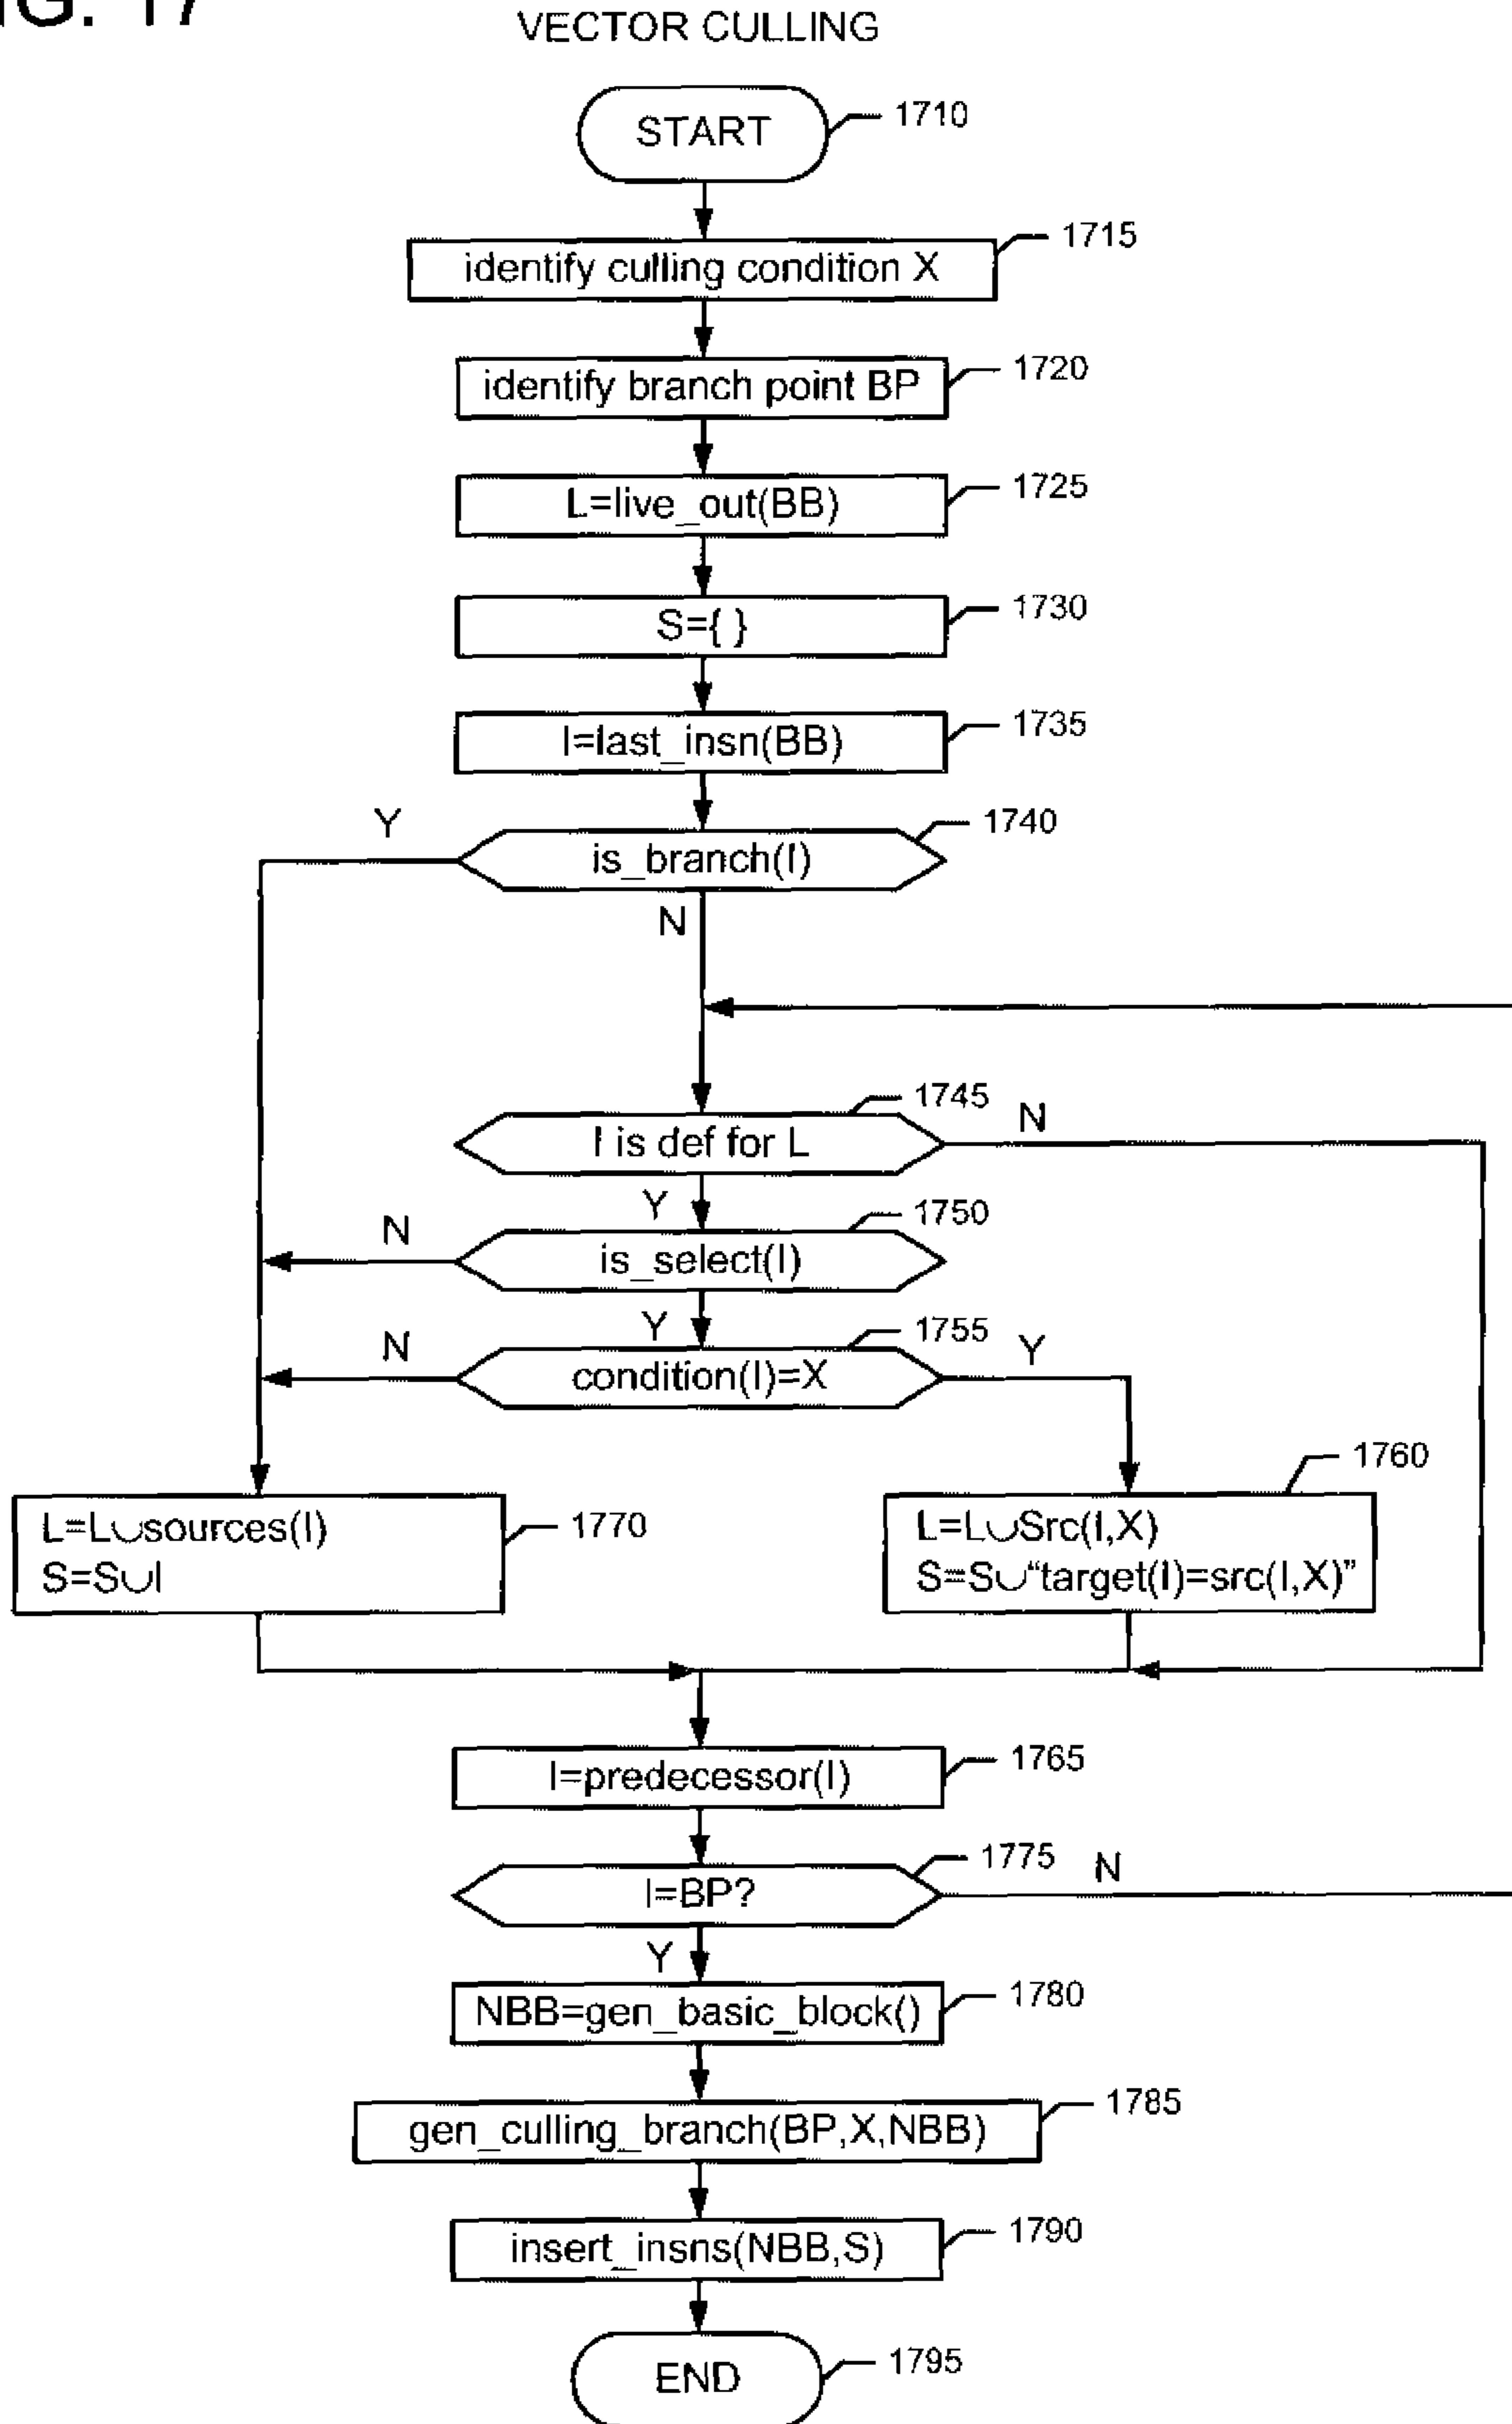 FIG. 17
VECTOR CULLING
START
1710
identify culling condition X
1715
identify branch point BP
1720
L=live_out(BB)
1725
S={ }
1730
I=last_insn(BB)
1735
Y
is_branch(I)
1740
N
I is def for L
1745
N
Y
N
is_select(I)
1750
Y
N
condition(I)=X
1755
Y
L=L∪sources(I)
S=S∪I
1770
L=L∪Src(I,X)
S=S∪“target(I)=src(I,X)”
1760
I=predecessor(I)
1765
I=BP?
1775
N
Y
NBB=gen_basic_block()
1780
gen_culling_branch(BP,X,NBB)
1785
insert_insns(NBB,S)
1790
END
1795